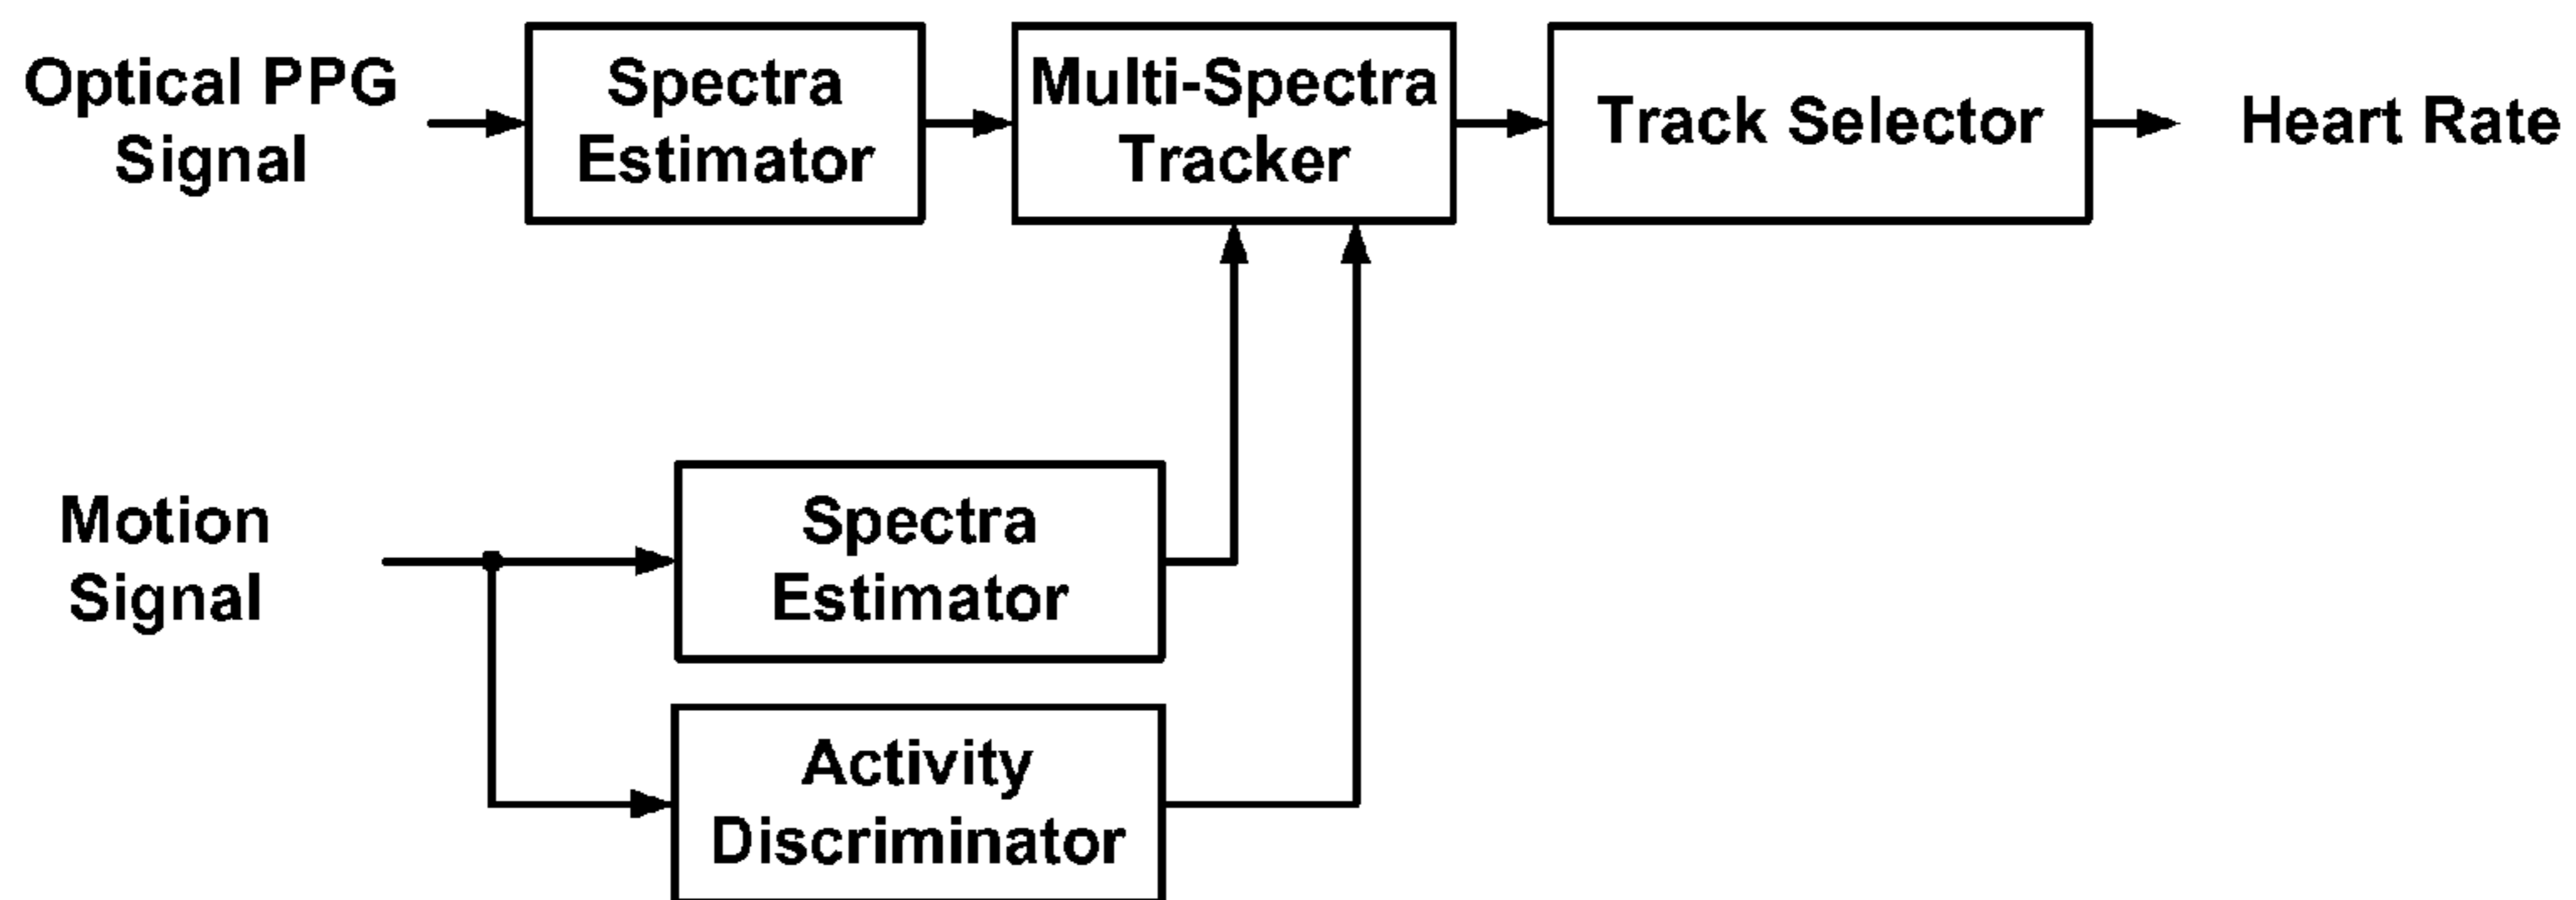 Optical PPG
Signal
Spectra
Estimator
Multi-Spectra
Tracker
Track Selector
Heart Rate
Motion
Signal
Spectra
Estimator
Activity
Discriminator